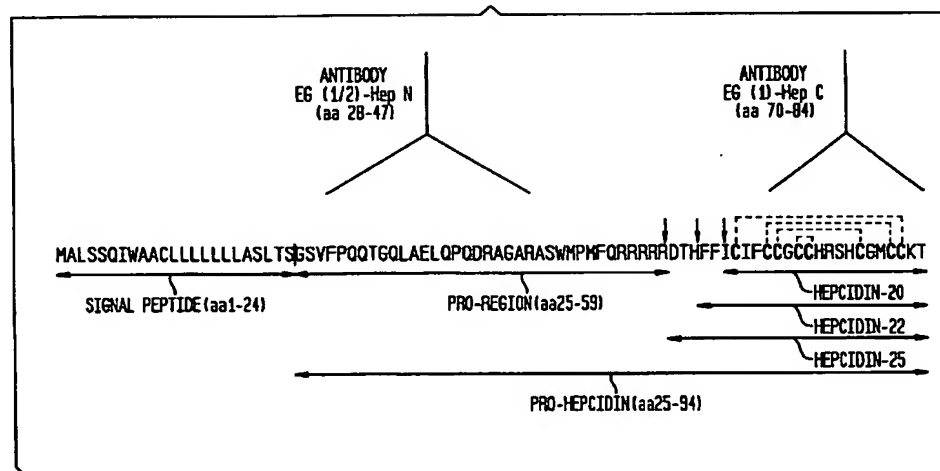 ANTIBODY
EG (1/2)-Hep N
(aa 28-47)
ANTIBODY
EG (1)-Hep C
(aa 70-84)
MALSSQIWAACLLLLLLLLASLTSGSVFPQQTGQLAELQPQDRAGARASWMPMFQRRRRRDTHFFICIFCCGCCHRSHCGMCCKT
SIGNAL PEPTIDE(aa1-24)
PRO-REGION(aa25-59)
HEPCIDIN-20
HEPCIDIN-22
HEPCIDIN-25
PRO-HEPCIDIN(aa25-94)